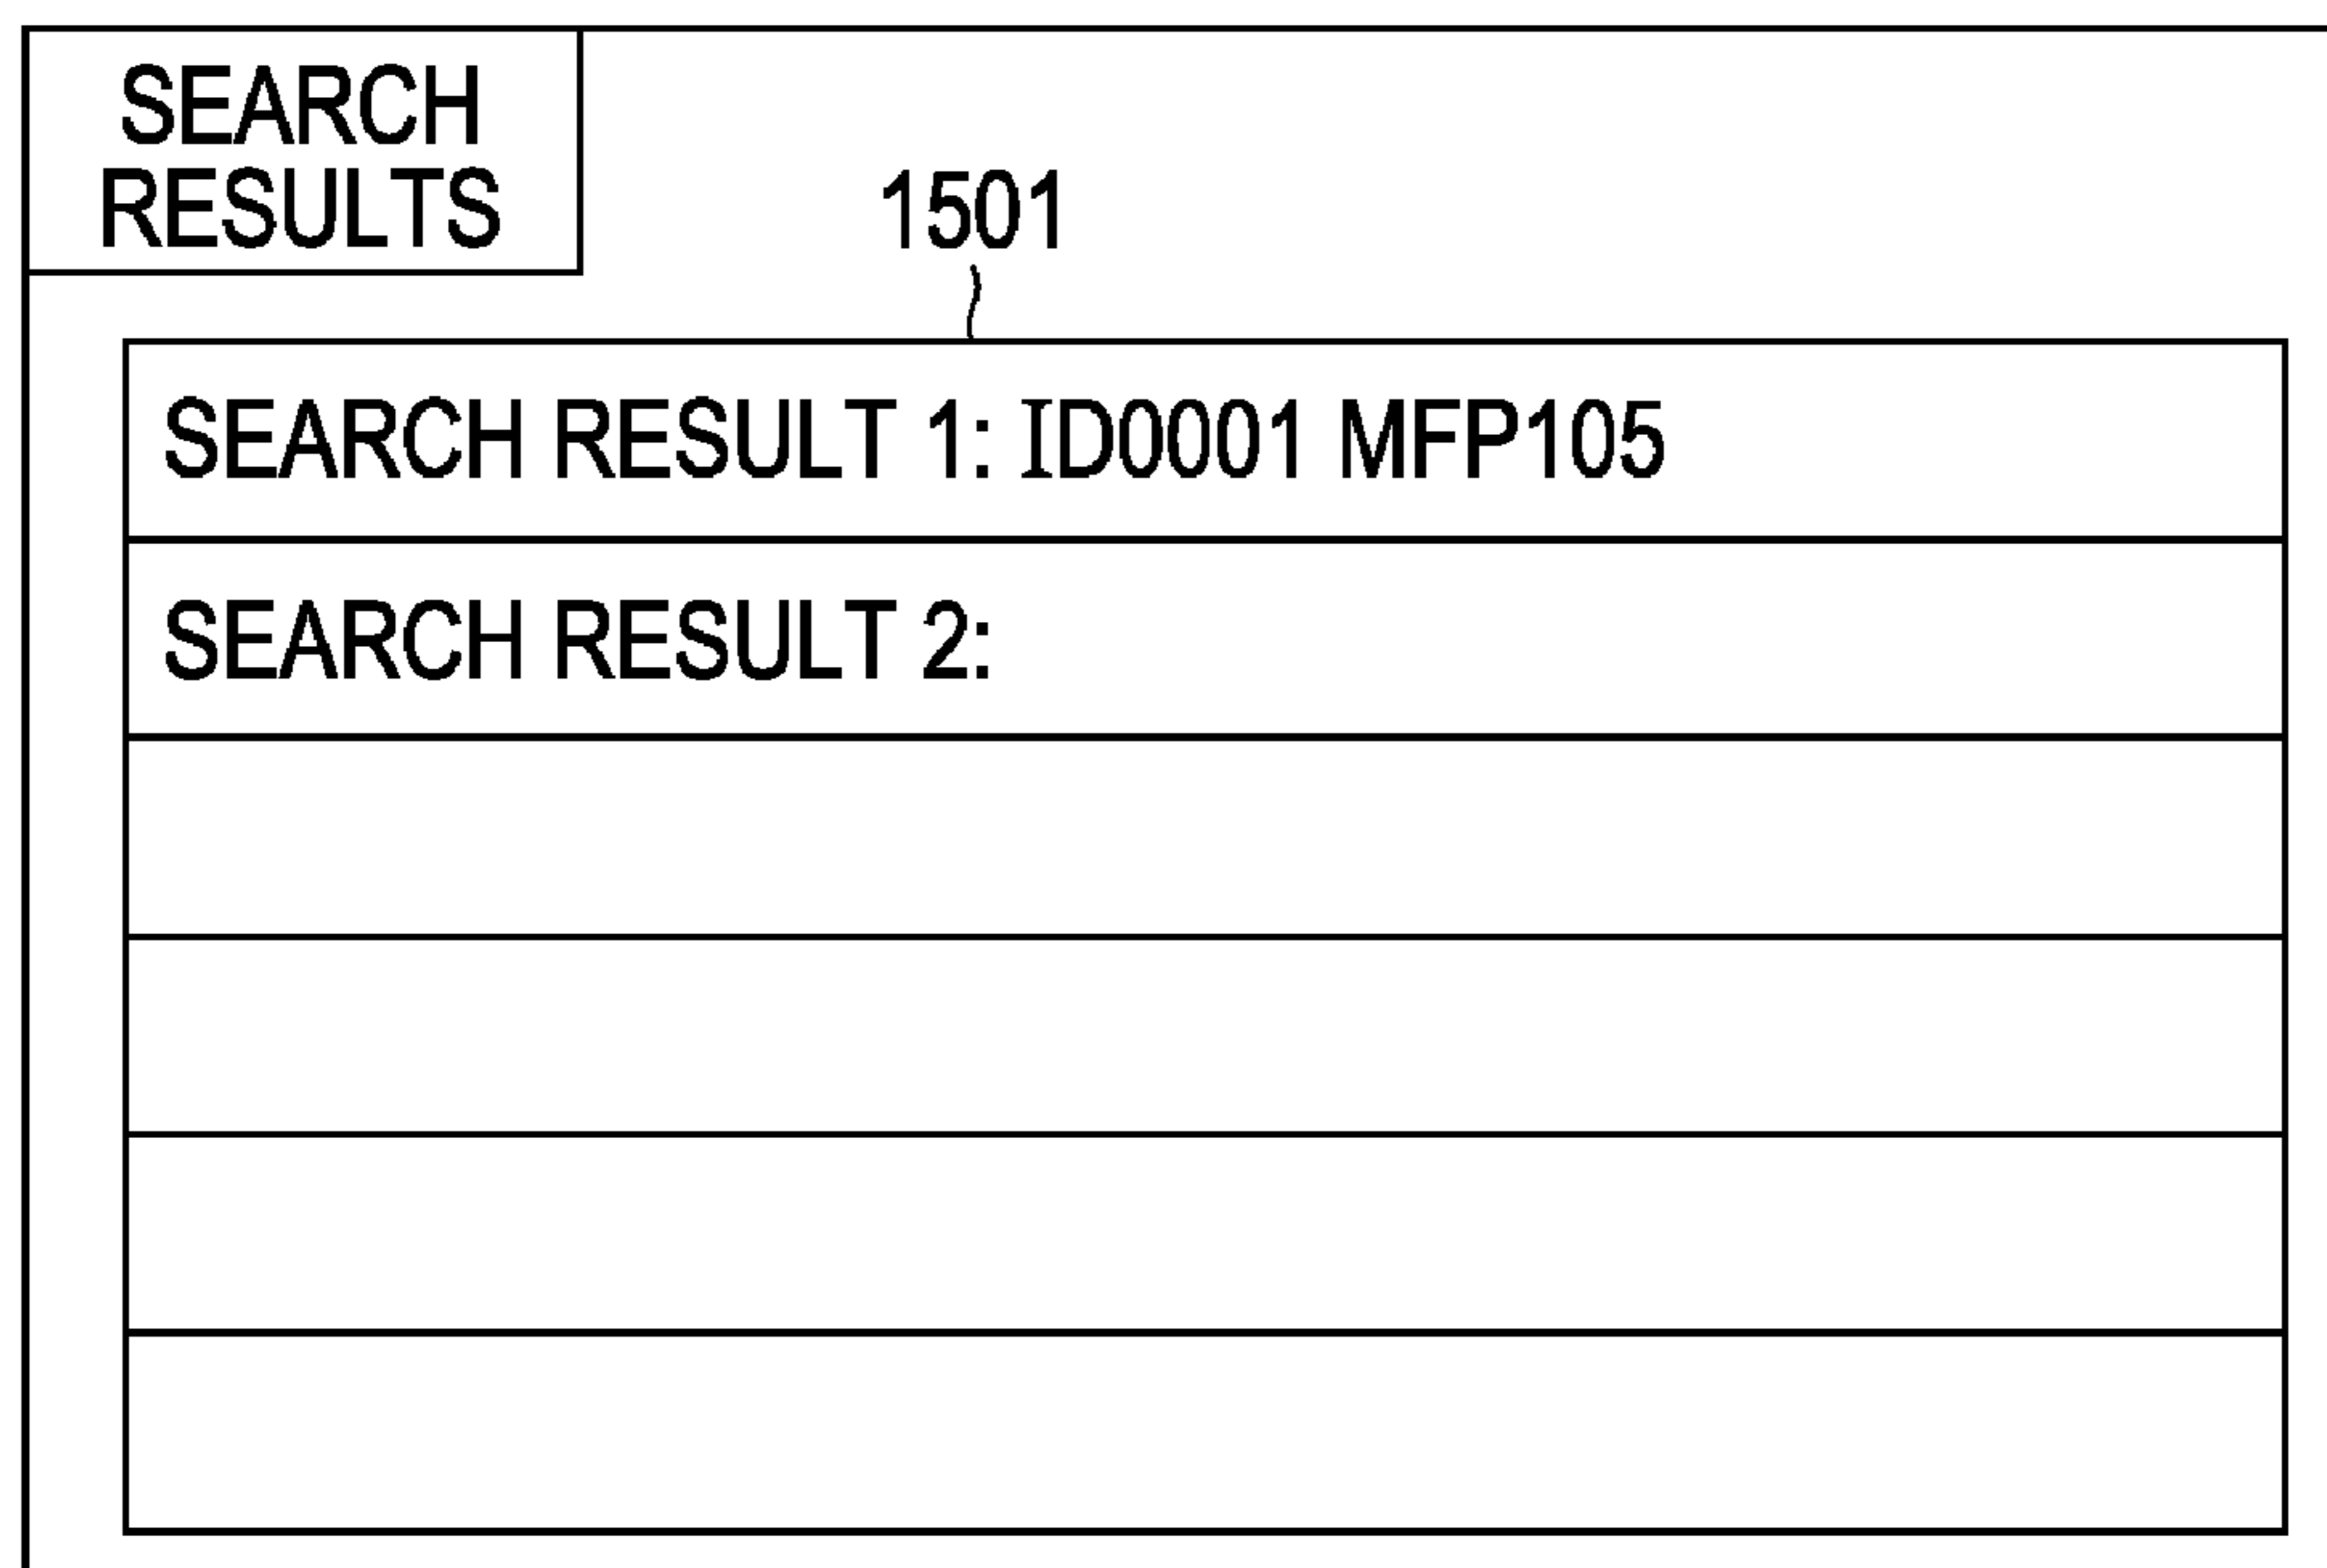 SEARCH
RESULTS
1501
SEARCH RESULT 1: ID0001 MFP105
SEARCH RESULT 2: